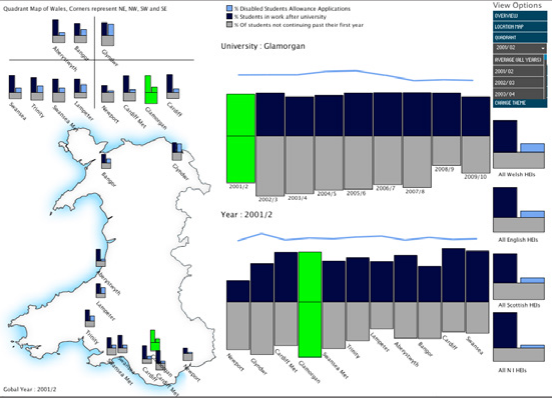 Quadrant Map of Wales, Corners represent NE, NW, SW and SE
Aberystwyth
Bangor
Glyndwr
Swansea
Trinity
Swansea Met
Lampeter
Newport
Cardiff Met
Glamorgan
Cardiff
Bangor
Glyndwr
Aberystwyth
Lampeter
Trinity
Swansea Met
Cardiff
Cardiff Met
Newport
Gobal Year : 2001/2
% Disabled Students Allowance Applications
% Students in work after university
% Of students not continuing past their first year
University : Glamorgan
2001/2
2002/3
2003/4
2004/5
2005/6
2006/7
2007/8
2008/9
2009/10
Year : 2001/2
Newport
Glyndwr
Cardiff Met
Glamorgan
Swansea Met
Trinity
Lampeter
Aberystwyth
Bangor
Cardiff
Swansea
View Options
OVERVIEW
LOCATION MAP
QUADRANT
2001/02
AVERAGE (ALL YEARS)
2001/02
2002/03
2003/04
CHANGE THEME
All Welsh HEIs
All English HEIs
All Scottish HEIs
All N I HEIs